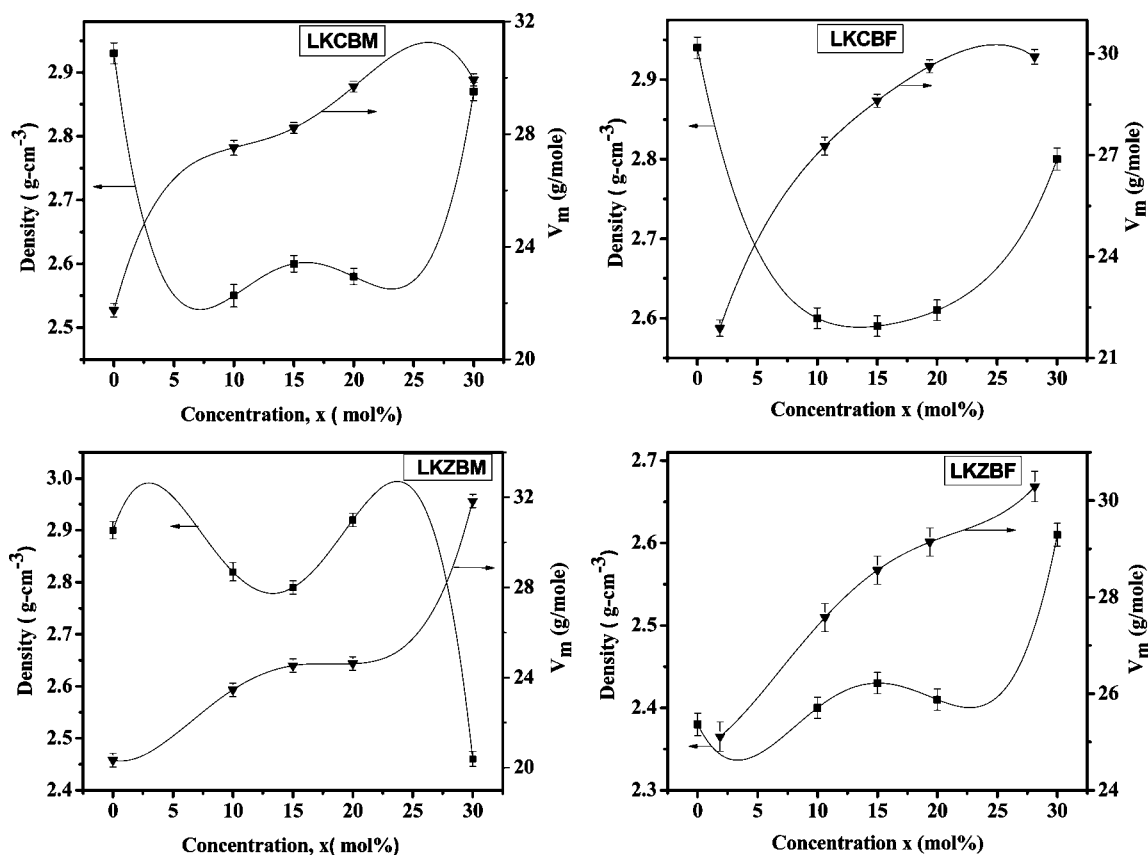 LKCBM
Density ( g-cm⁻³)
2.9
2.8
2.7
2.6
2.5
32
28
24
20
V_m (g/mole)
0 5 10 15 20 25 30
Concentration, x ( mol%)
LKCBF
Density ( g-cm⁻³)
2.9
2.8
2.7
2.6
30
27
24
21
V_m (g/mole)
0 5 10 15 20 25 30
Concentration x (mol%)
LKZBM
Density ( g-cm⁻³)
3.0
2.9
2.8
2.7
2.6
2.5
2.4
32
28
24
20
V_m (g/mole)
0 5 10 15 20 25 30
Concentration, x( mol%)
LKZBF
Density ( g-cm⁻³)
2.7
2.6
2.5
2.4
2.3
30
28
26
24
V_m (g/mole)
0 5 10 15 20 25 30
Concentration x (mol%)